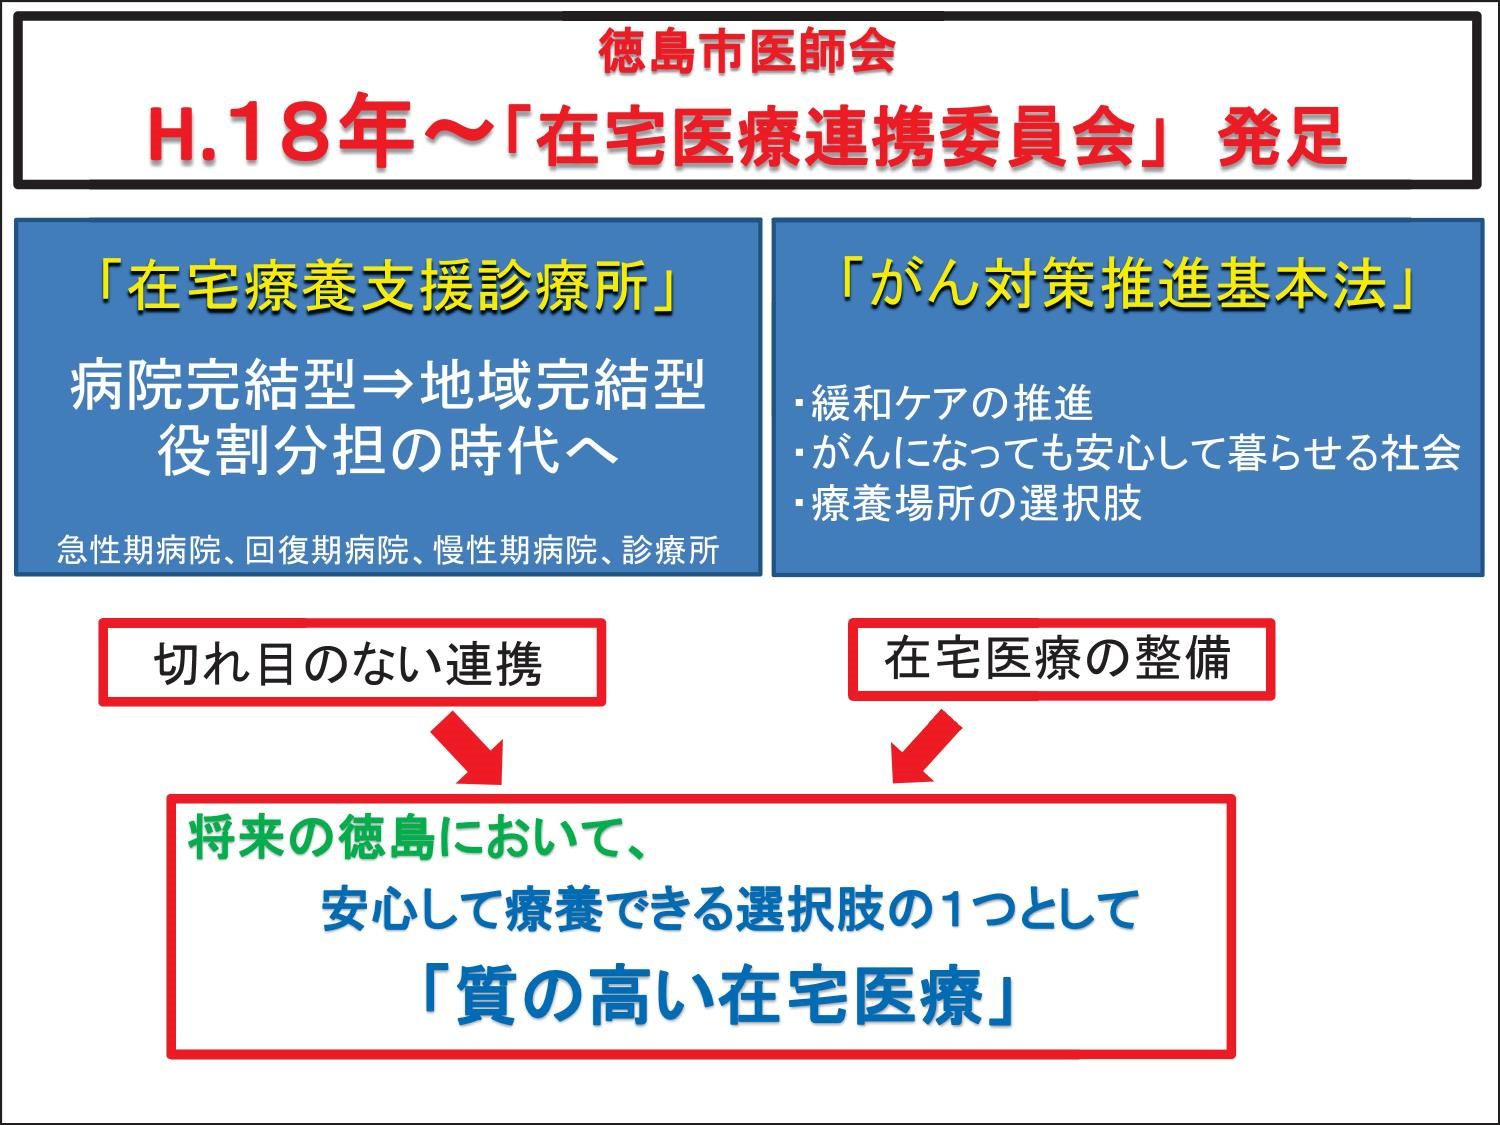 徳島市医師会
H.18年～「在宅医療連携委員会」 発足
「在宅療養支援診療所」
病院完結型⇒地域完結型
役割分担の時代へ
急性期病院、回復期病院、慢性期病院、診療所
「がん対策推進基本法」
・緩和ケアの推進
・がんになっても安心して暮らせる社会
・療養場所の選択肢
切れ目のない連携
在宅医療の整備
将来の徳島において、
安心して療養できる選択肢の１つとして
「質の高い在宅医療」